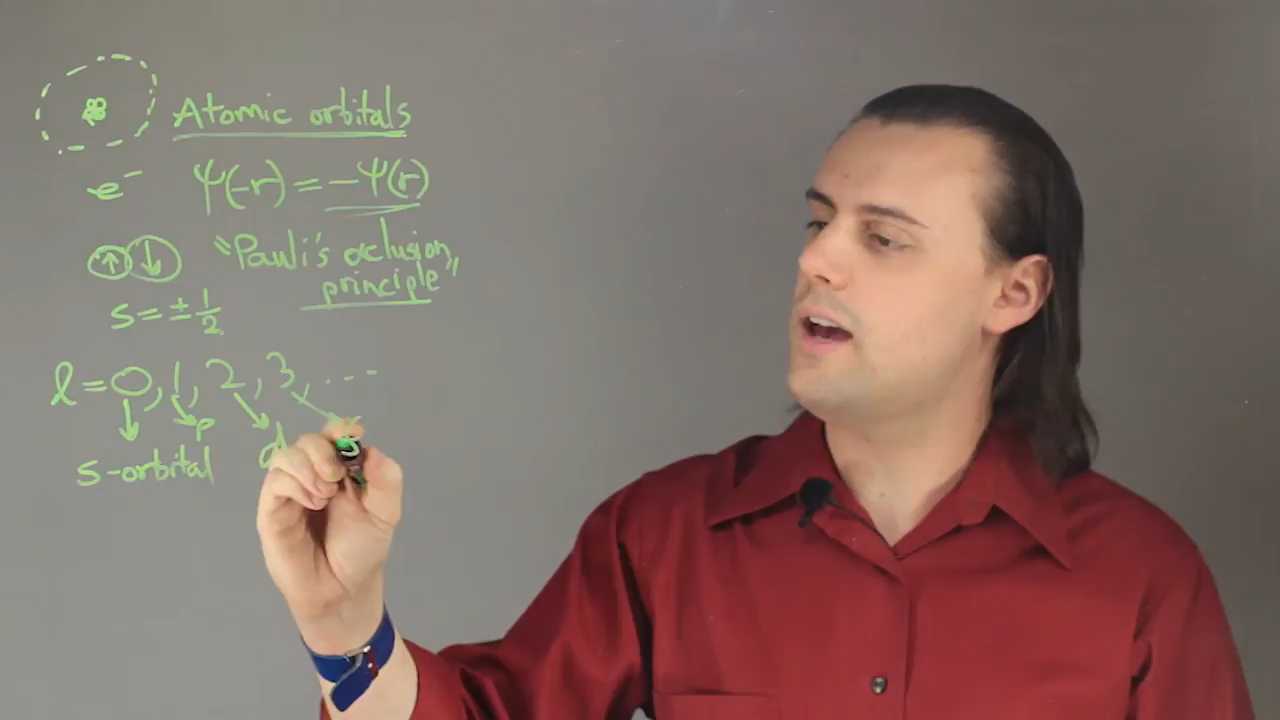 Atomic orbitals
e⁻ ψ(-r) = -ψ(r)
↑ ↓ "Pauli's exclusion
principle"
s = ± 1/2
l = 0, 1, 2, 3, ...
p
s-orbital d